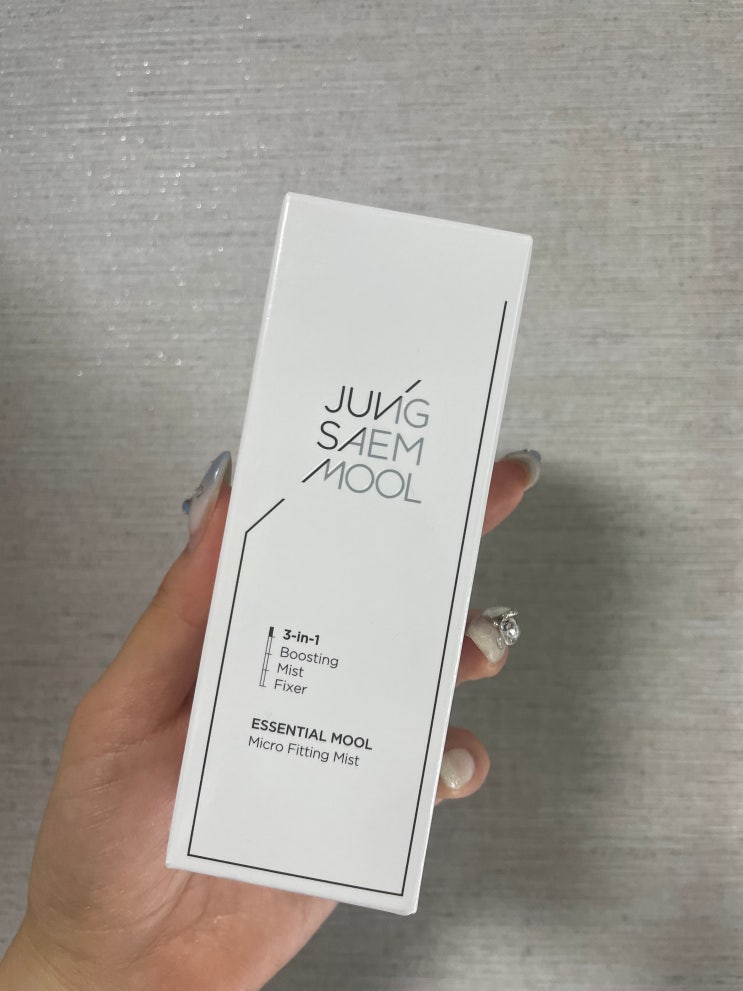 JUNG
SAEM
MOOL
3-in-1
Boosting
Mist
Fixer
ESSENTIAL MOOL
Micro Fitting Mist